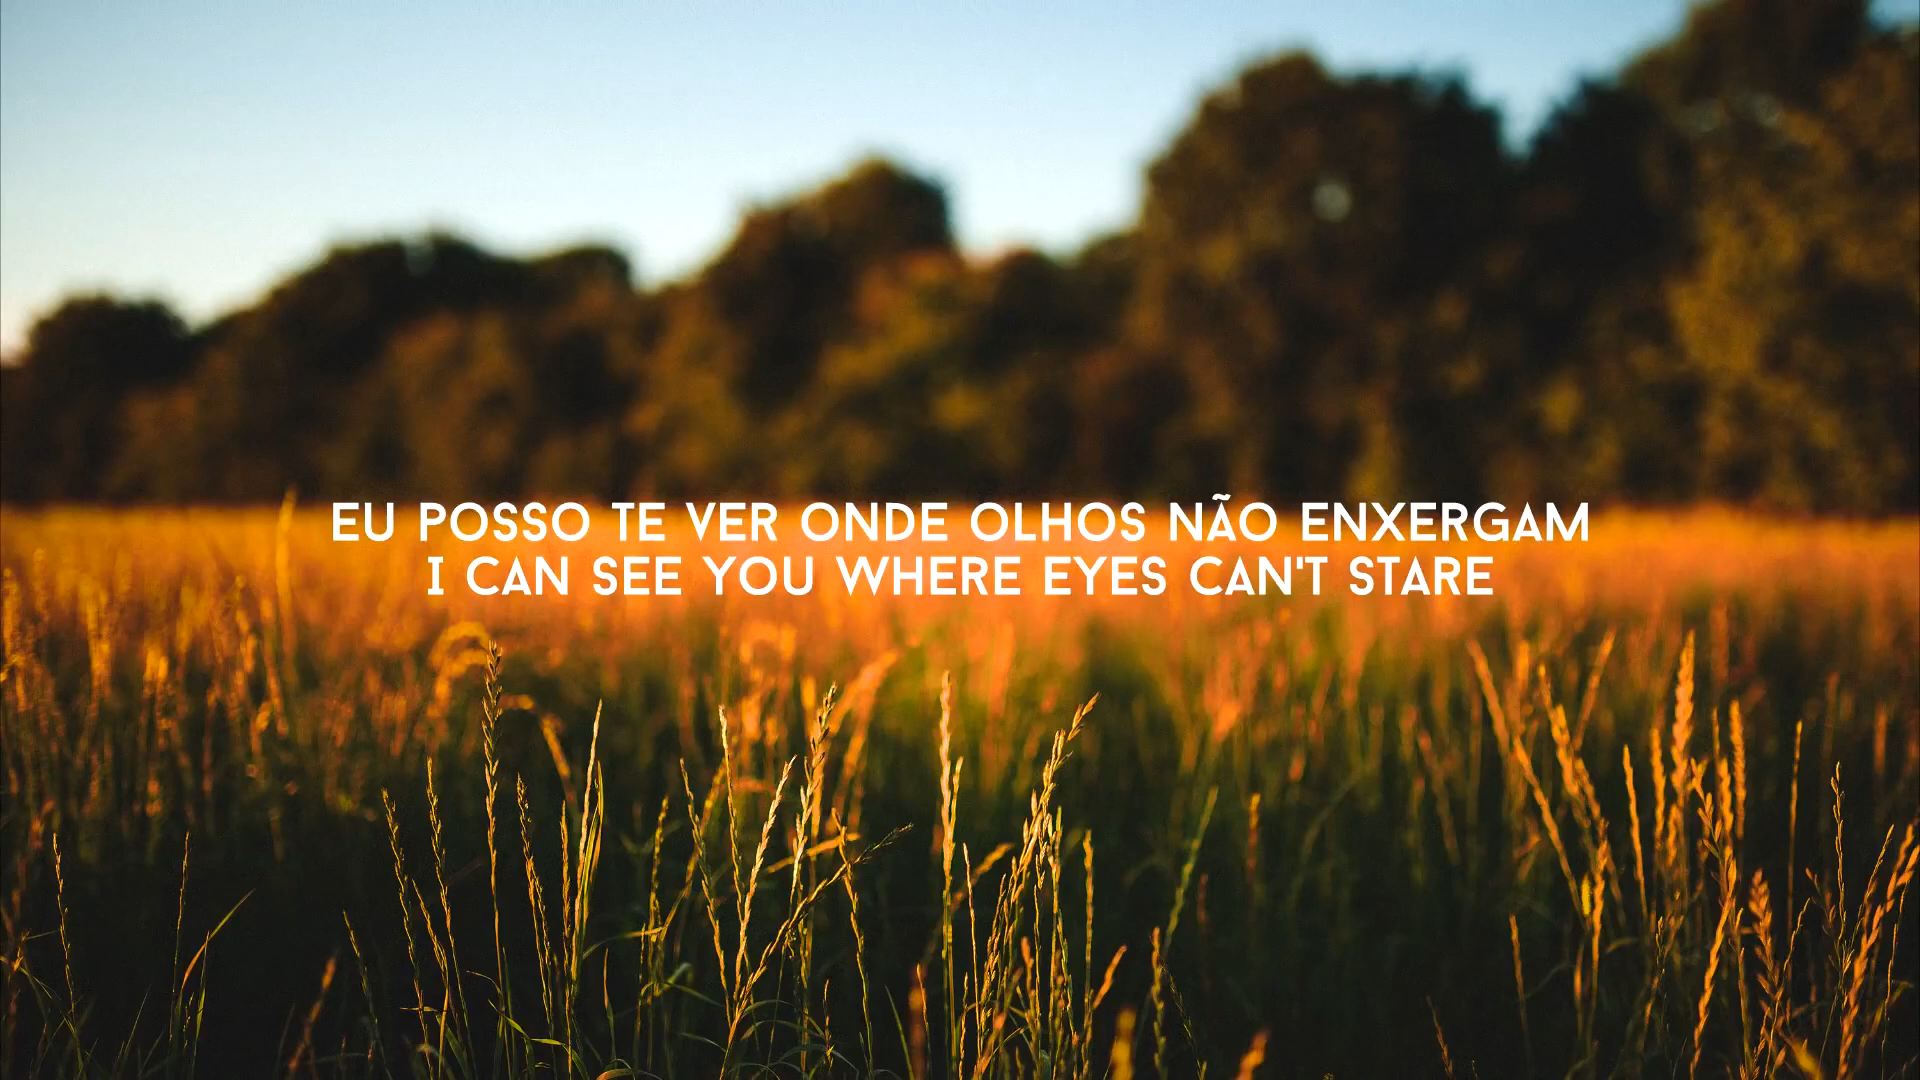 EU POSSO TE VER ONDE OLHOS NÃO ENXERGAM
I CAN SEE YOU WHERE EYES CAN'T STARE